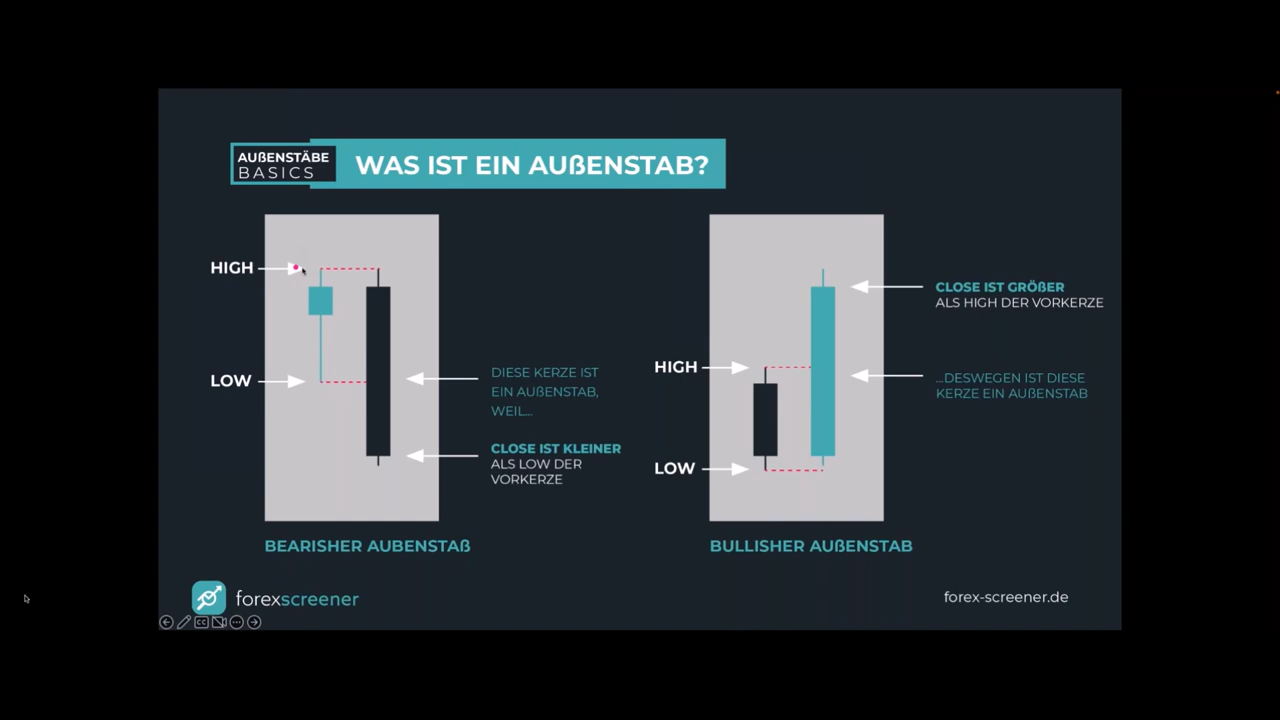 AUßENSTÄBE
BASICS
WAS IST EIN AUßENSTAB?
HIGH
LOW
DIESE KERZE IST
EIN AUßENSTAB,
WEIL...
CLOSE IST KLEINER
ALS LOW DER
VORKERZE
BEARISHER AUBENSTAß
HIGH
LOW
CLOSE IST GRÖßER
ALS HIGH DER VORKERZE
...DESWEGEN IST DIESE
KERZE EIN AUßENSTAB
BULLISHER AUßENSTAB
forexscreener
forex-screener.de
CC